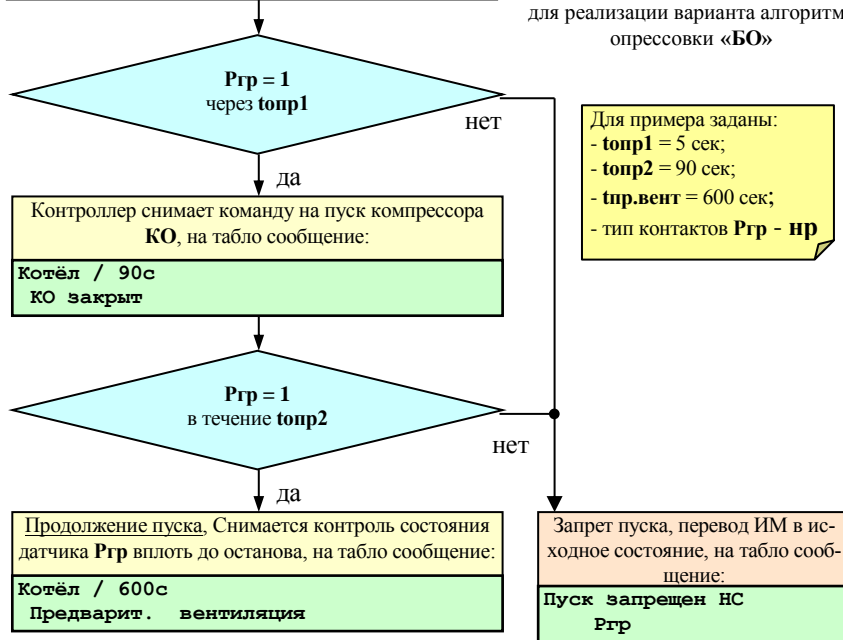 для реализации варианта алгоритм
опрессовки «БО»
Ргр = 1
через tопр1
нет
Для примера заданы:
- tопр1 = 5 сек;
- tопр2 = 90 сек;
- tпр.вент = 600 сек;
- тип контактов Ргр - нр
да
Контроллер снимает команду на пуск компрессора
КО, на табло сообщение:
Котёл / 90с
КО закрыт
Ргр = 1
в течение tопр2
нет
да
Продолжение пуска, Снимается контроль состояния
датчика Ргр вплоть до останова, на табло сообщение:
Котёл / 600с
Предварит. вентиляция
Запрет пуска, перевод ИМ в ис-
ходное состояние, на табло сооб-
щение:
Пуск запрещен НС
Ргр